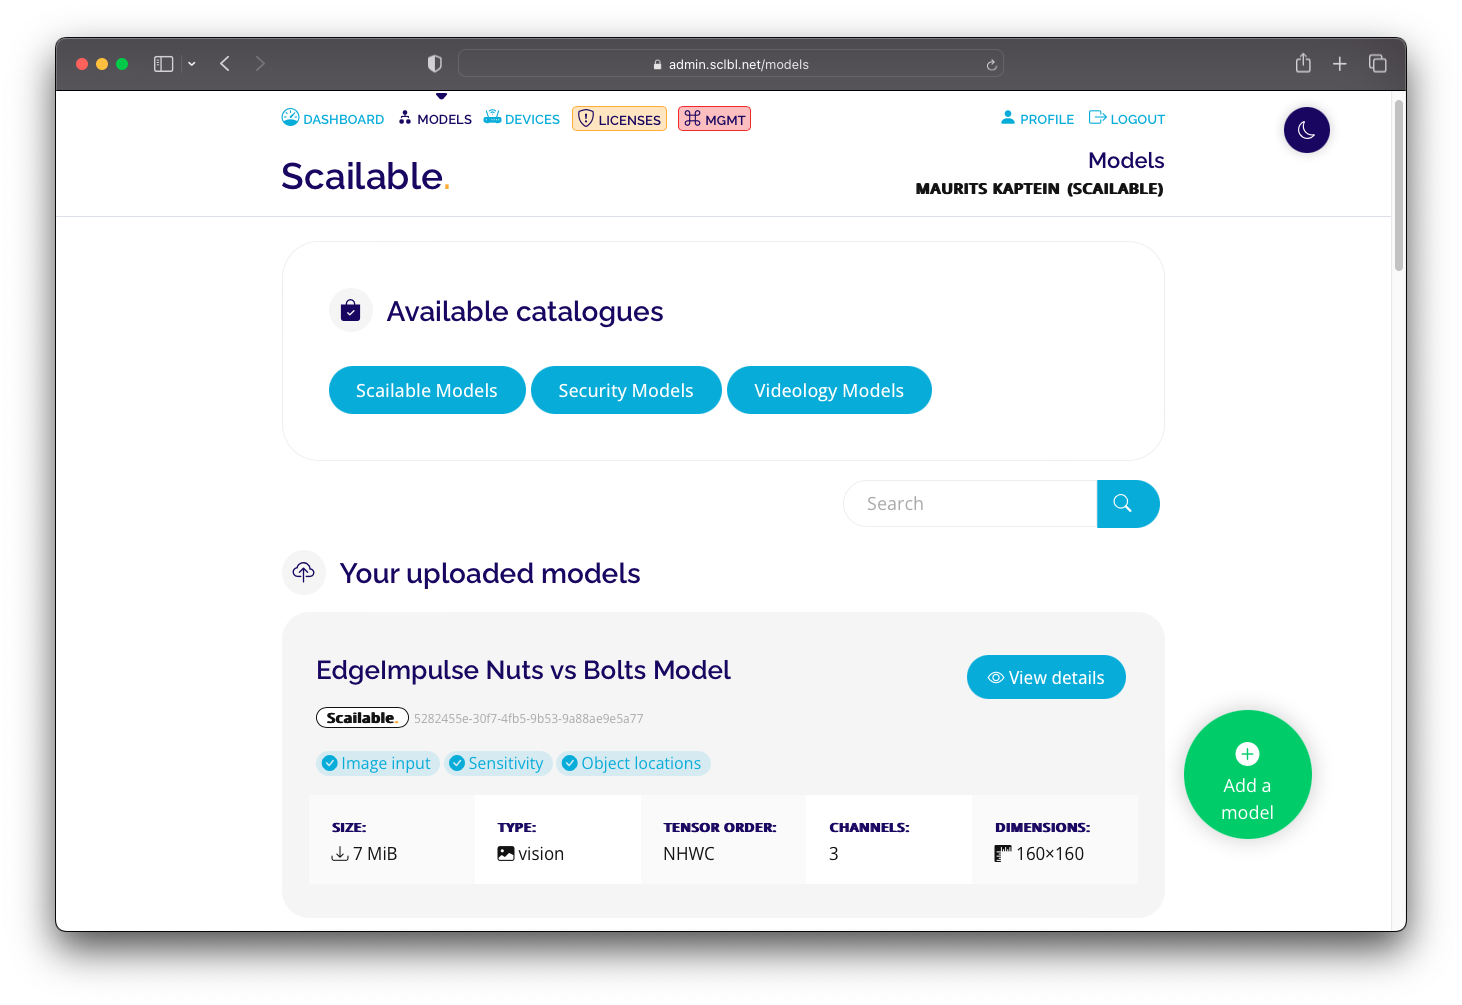 admin.sclbl.net/models
DASHBOARD MODELS DEVICES LICENSES MGMT PROFILE LOGOUT
Scailable.
Models
MAURITS KAPTEIN (SCAILABLE)
Available catalogues
Scailable Models Security Models Videology Models
Search
Your uploaded models
EdgeImpulse Nuts vs Bolts Model
View details
Scailable. 5282455e-30f7-4fb5-9b53-9a88ae9e5a77
Image input Sensitivity Object locations
Add a
model
SIZE: TYPE: TENSOR ORDER: CHANNELS: DIMENSIONS:
7 MiB vision NHWC 3 160×160